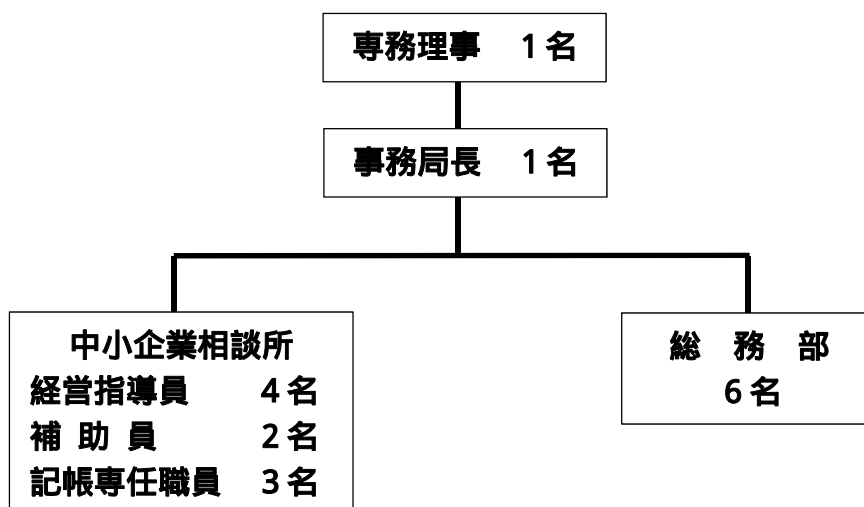 専務理事　1名
事務局長　1名
中小企業相談所
経営指導員　4名
補助員　2名
記帳専任職員　3名
総務部
6名